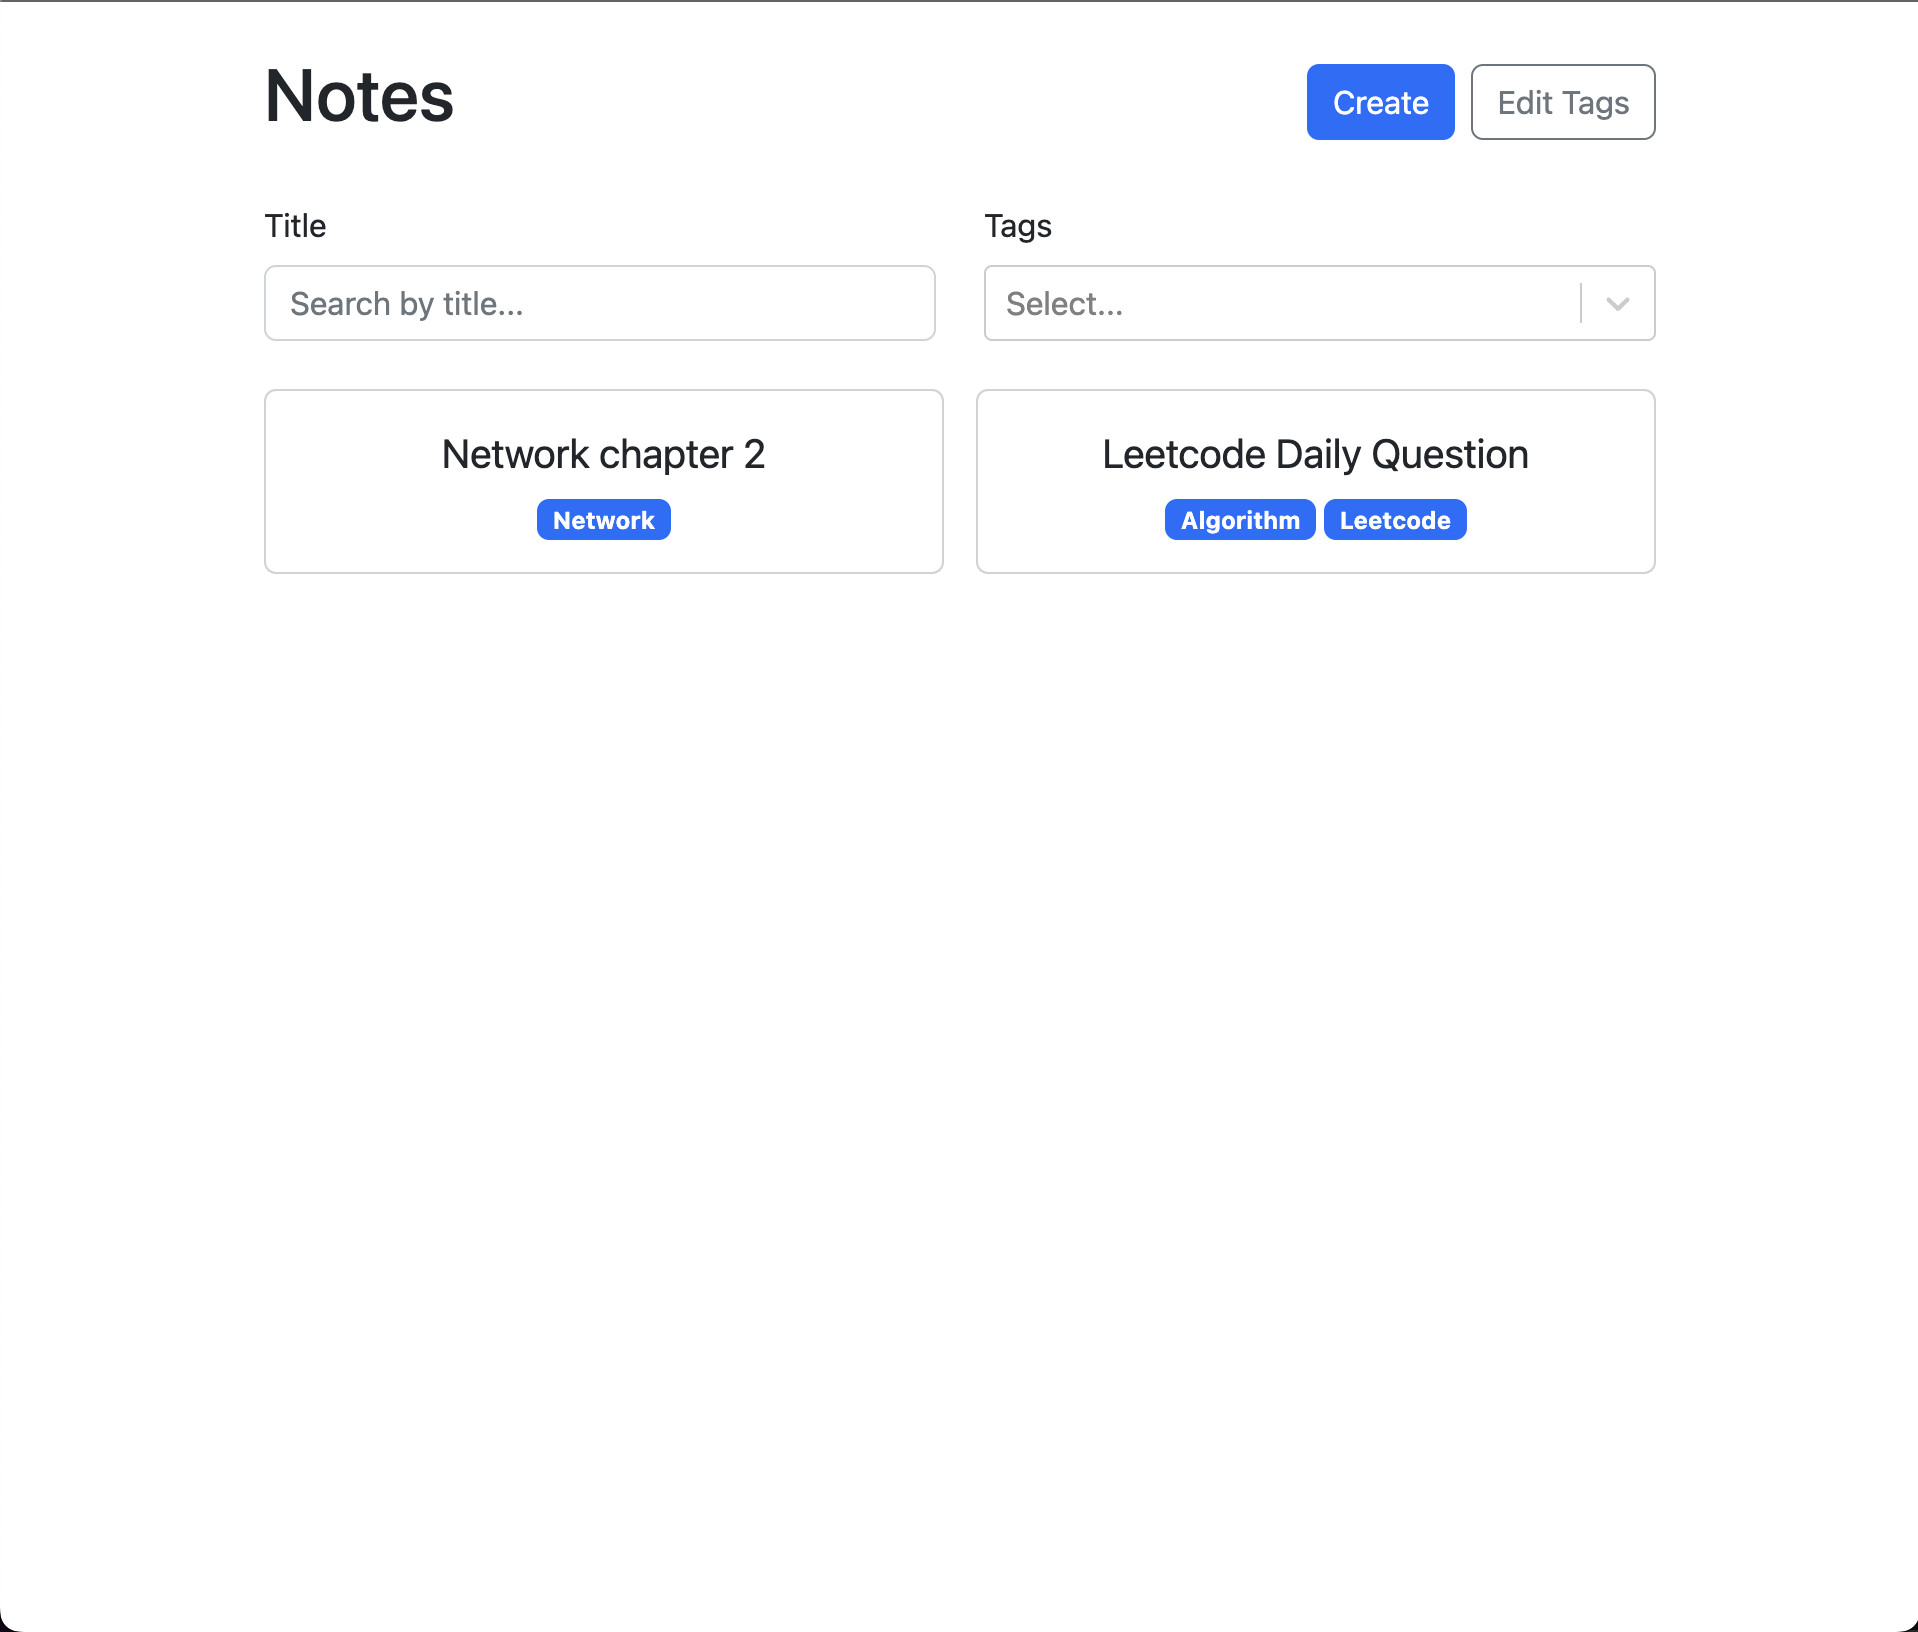 Notes
Create
Edit Tags
Title
Tags
Search by title...
Select...
Network chapter 2
Network
Leetcode Daily Question
Algorithm Leetcode